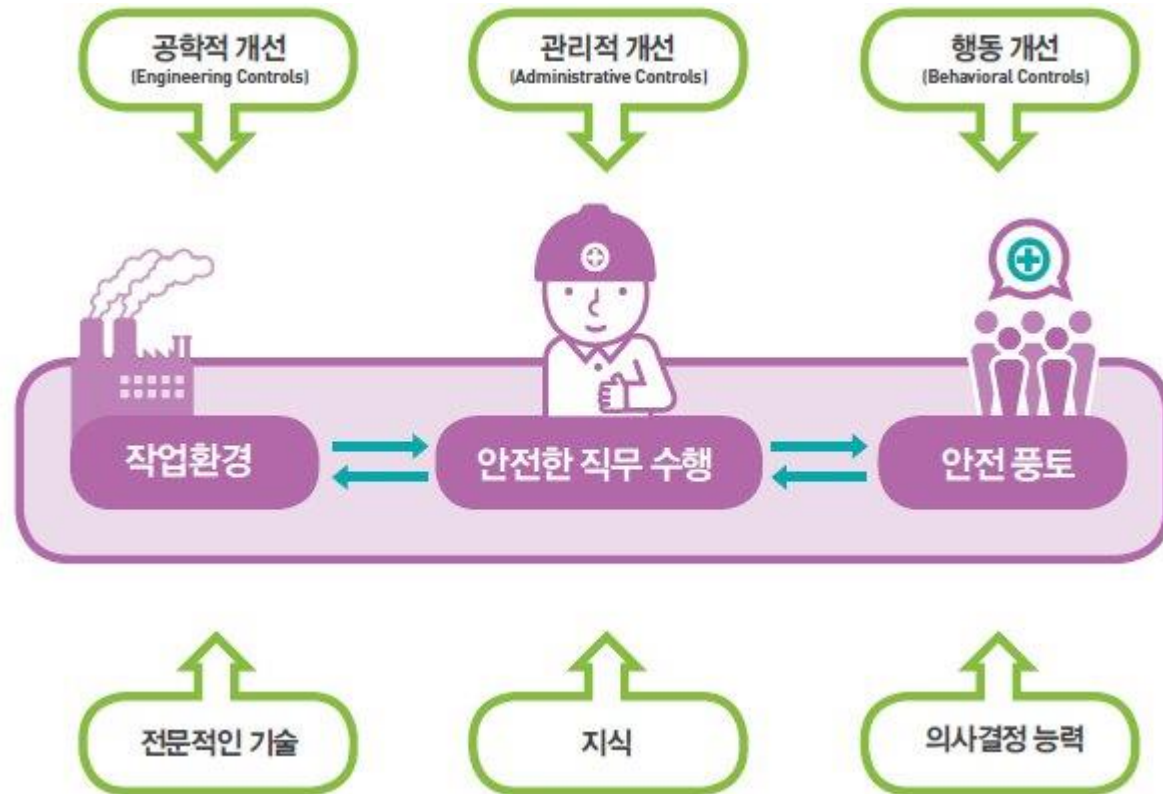 공학적 개선
(Engineering Controls)
관리적 개선
(Administrative Controls)
행동 개선
(Behavioral Controls)
작업환경
안전한 직무 수행
안전 풍토
전문적인 기술
지식
의사결정 능력